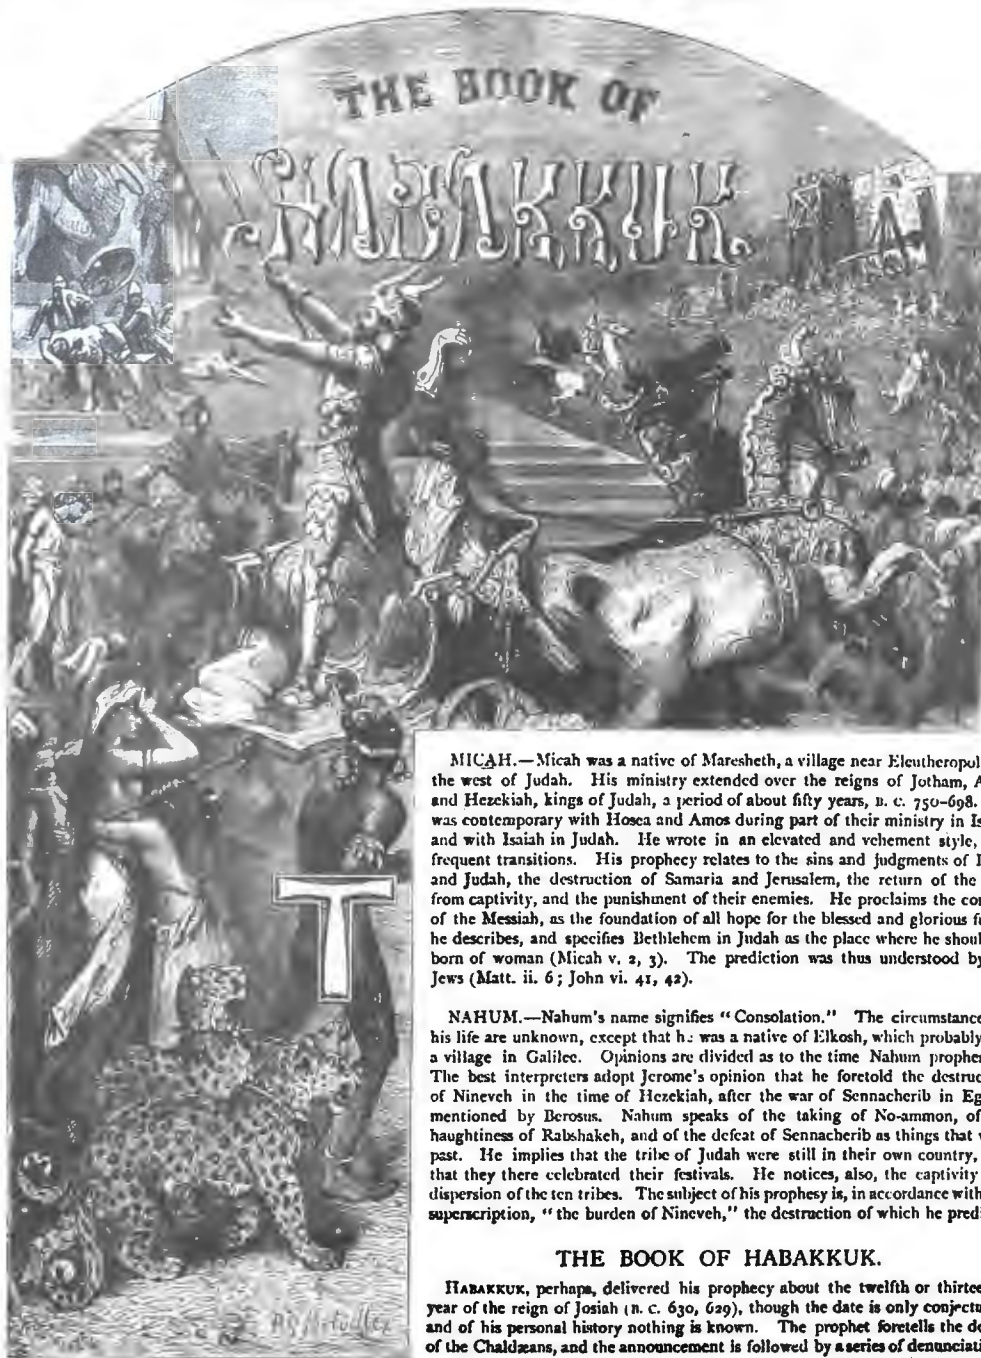 THE BOOK OF
HABAKKUK
T
MICAH.—Micah was a native of Maresheth, a village near Eleutheropol
the west of Judah. His ministry extended over the reigns of Jotham, A
and Hezekiah, kings of Judah, a period of about fifty years, B. C. 750-698.
was contemporary with Hosea and Amos during part of their ministry in Is
and with Isaiah in Judah. He wrote in an elevated and vehement style,
frequent transitions. His prophecy relates to the sins and judgments of I
and Judah, the destruction of Samaria and Jerusalem, the return of the
from captivity, and the punishment of their enemies. He proclaims the co
of the Messiah, as the foundation of all hope for the blessed and glorious f
he describes, and specifies Bethlehem in Judah as the place where he shoul
born of woman (Micah v. 2, 3). The prediction was thus understood by
Jews (Matt. ii. 6; John vi. 41, 42).
NAHUM.—Nahum's name signifies "Consolation." The circumstance
his life are unknown, except that he was a native of Elkosh, which probably
a village in Galilee. Opinions are divided as to the time Nahum prophe
The best interpreters adopt Jerome's opinion that he foretold the destruc
of Nineveh in the time of Hezekiah, after the war of Sennacherib in Eg
mentioned by Berosus. Nahum speaks of the taking of No-ammon, of
haughtiness of Rabshakeh, and of the defeat of Sennacherib as things that
past. He implies that the tribe of Judah were still in their own country,
that they there celebrated their festivals. He notices, also, the captivity
dispersion of the ten tribes. The subject of his prophesy is, in accordance with
superscription, "the burden of Nineveh," the destruction of which he predi
THE BOOK OF HABAKKUK.
HABAKKUK, perhaps, delivered his prophecy about the twelfth or thirtee
year of the reign of Josiah (B. C. 630, 629), though the date is only conjectu
and of his personal history nothing is known. The prophet foretells the do
of the Chaldæans, and the announcement is followed by a series of denunciati